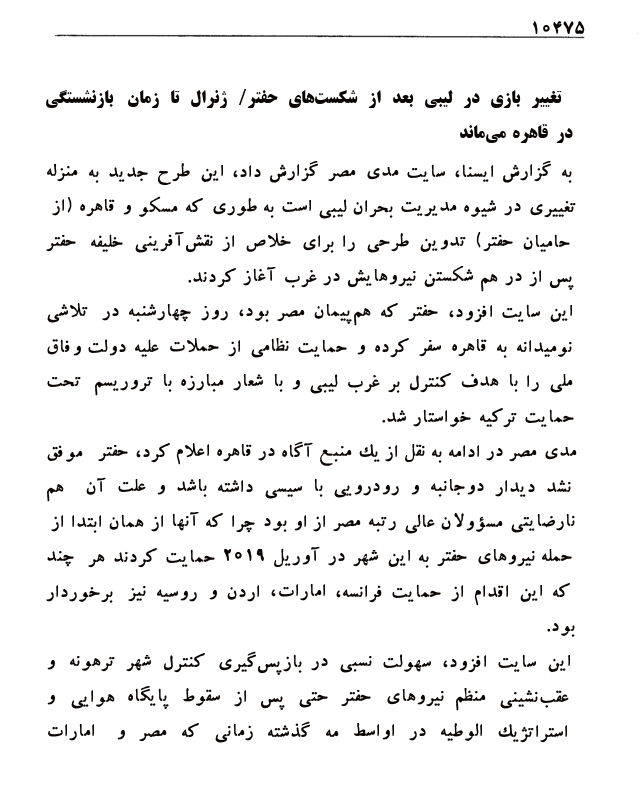 ۱۰۴۷۵
تغییر بازی در لیبی بعد از شکست‌های حفتر/ ژنرال تا زمان بازنشستگی
در قاهره می‌ماند
به گزارش ایسنا، سایت مدی مصر گزارش داد، این طرح جدید به منزله
تغییری در شیوه مدیریت بحران لیبی است به طوری که مسکو و قاهره (از
حامیان حفتر) تدوین طرحی را برای خلاص از نقش‌آفرینی خلیفه حفتر
پس از در هم شکستن نیروهایش در غرب آغاز کردند.
این سایت افزود، حفتر که هم‌پیمان مصر بود، روز چهارشنبه در تلاشی
نومیدانه به قاهره سفر کرده و حمایت نظامی از حملات علیه دولت وفاق
ملی را با هدف کنترل بر غرب لیبی و با شعار مبارزه با تروریسم تحت
حمایت ترکیه خواستار شد.
مدی مصر در ادامه به نقل از یك منبع آگاه در قاهره اعلام کرد، حفتر موفق
نشد دیدار دوجانبه و رودرویی با سیسی داشته باشد و علت آن هم
نارضایتی مسؤولان عالی رتبه مصر از او بود چرا که آنها از همان ابتدا از
حمله نیروهای حفتر به این شهر در آوریل ۲۰۱۹ حمایت کردند هر چند
که این اقدام از حمایت فرانسه، امارات، اردن و روسیه نیز برخوردار
بود.
این سایت افزود، سهولت نسبی در بازپس‌گیری کنترل شهر ترهونه و
عقب‌نشینی منظم نیروهای حفتر حتی پس از سقوط پایگاه هوایی و
استراتژیك الوطیه در اواسط مه گذشته زمانی که مصر و امارات